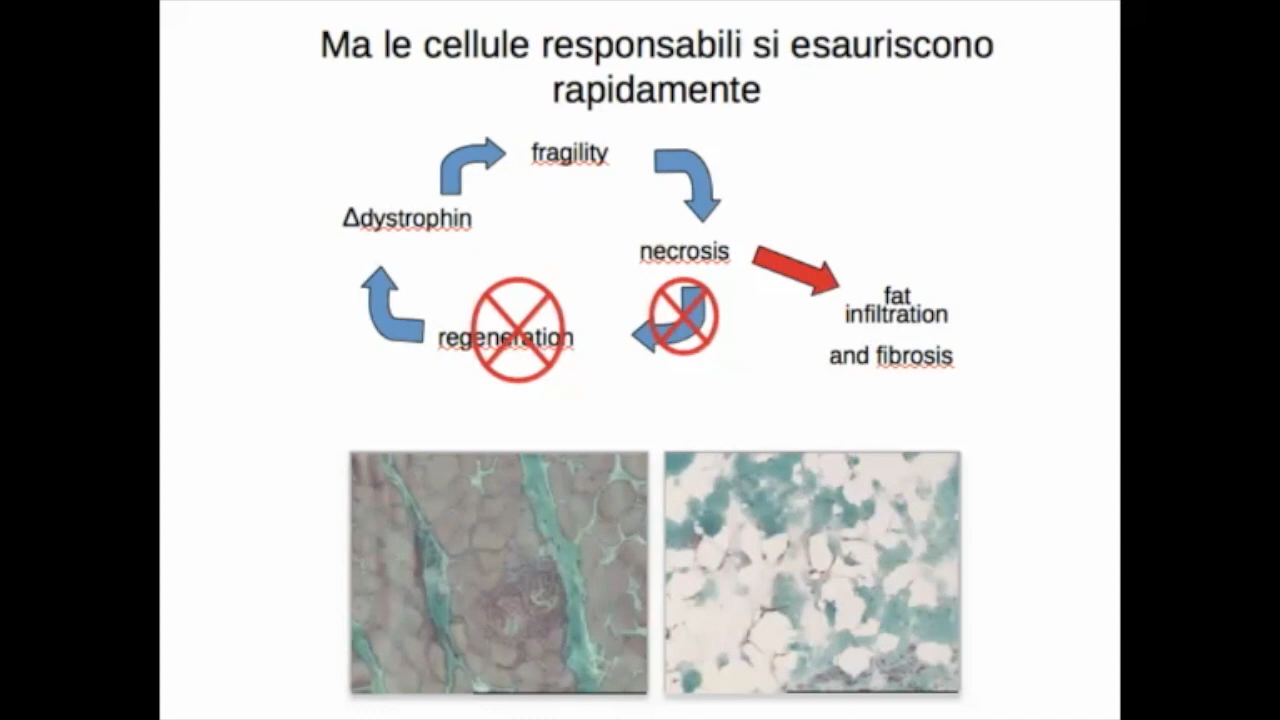 Ma le cellule responsabili si esauriscono
rapidamente
fragility
Δdystrophin
necrosis
fat
infiltration
regeneration
and fibrosis